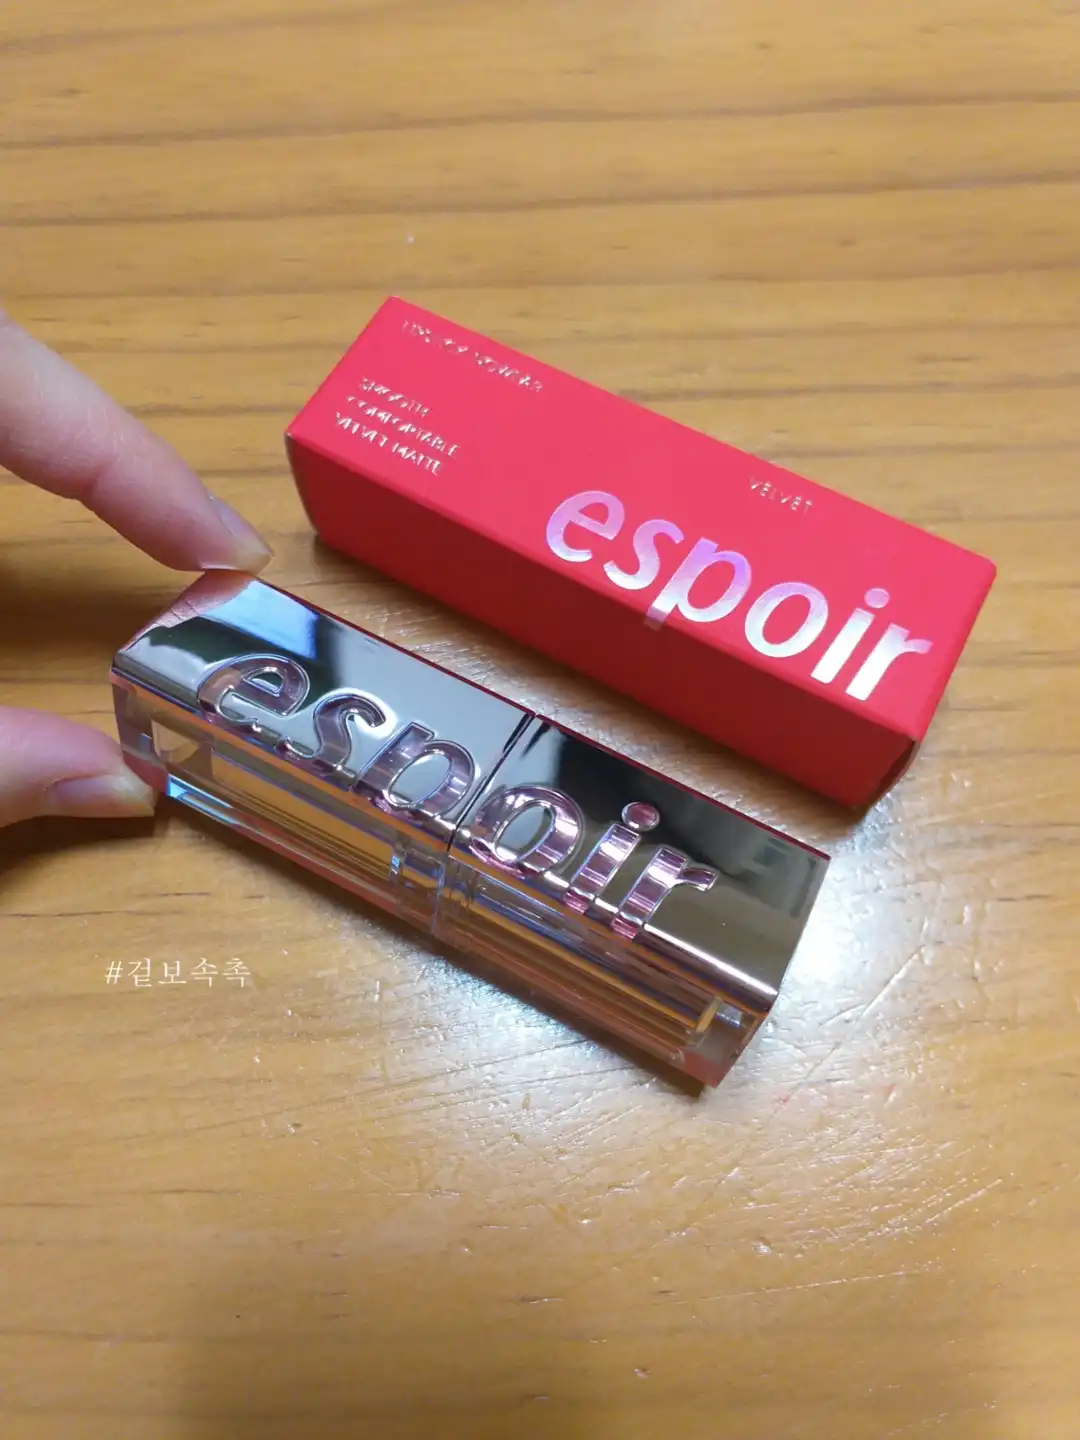 SMOOTH
COMFORTABLE
VELVET MATTE
VELVET
espoir
espoir
#겉보속촉